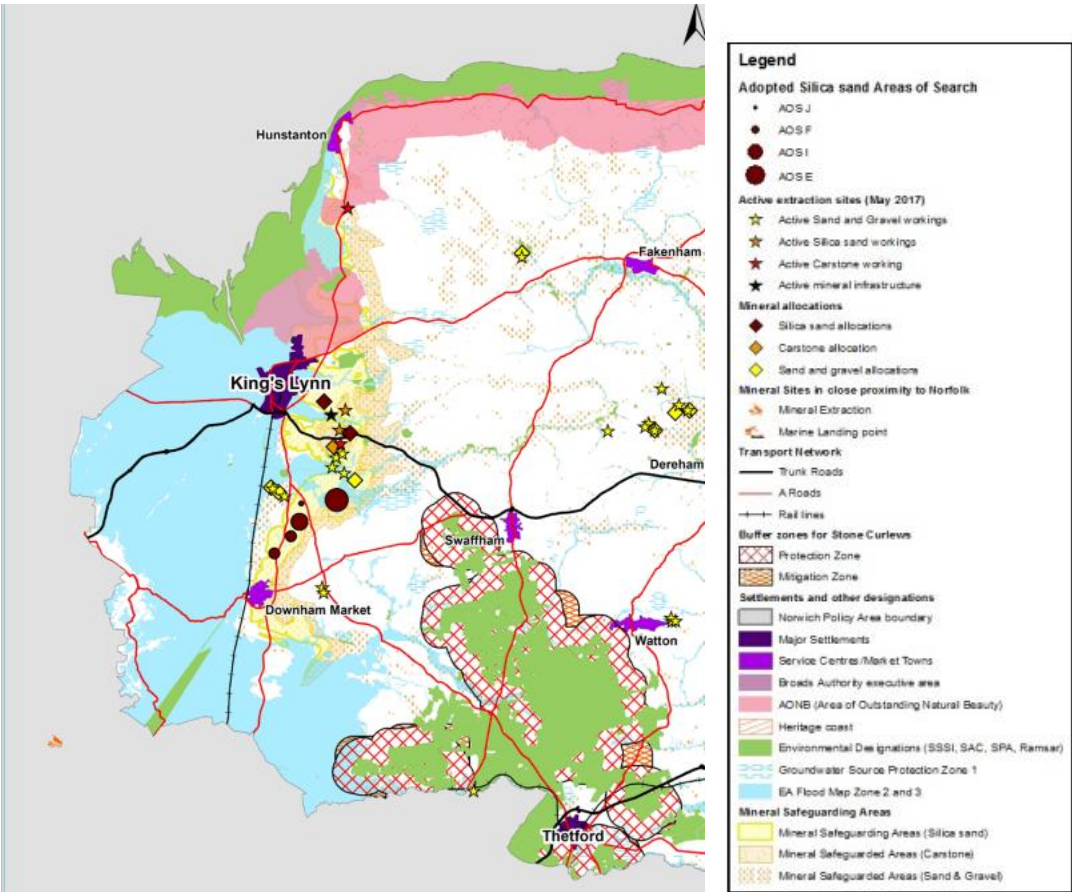 Hunstanton
Fakenham
King's Lynn
Dereham
Swaffham
Downham Market
Watton
Thetford
Legend
Adopted Silica sand Areas of Search
AOS J
AOS F
AOS I
AOS E
Active extraction sites (May 2017)
Active Sand and Gravel workings
Active Silica sand workings
Active Carstone working
Active mineral infrastructure
Mineral allocations
Silica sand allocations
Carstone allocation
Sand and gravel allocations
Mineral Sites in close proximity to Norfolk
Mineral Extraction
Marine Landing point
Transport Network
Trunk Roads
A Roads
Rail lines
Buffer zones for Stone Curlews
Protection Zone
Mitigation Zone
Settlements and other designations
Norwich Policy Area boundary
Major Settlements
Service Centres/Market Towns
Broads Authority executive area
AONB (Area of Outstanding Natural Beauty)
Heritage coast
Environmental Designations (SSSI, SAC, SPA, Ramsar)
Groundwater Source Protection Zone 1
EA Flood Map Zone 2 and 3
Mineral Safeguarding Areas
Mineral Safeguarding Areas (Silica sand)
Mineral Safeguarded Areas (Carstone)
Mineral Safeguarded Areas (Sand & Gravel)